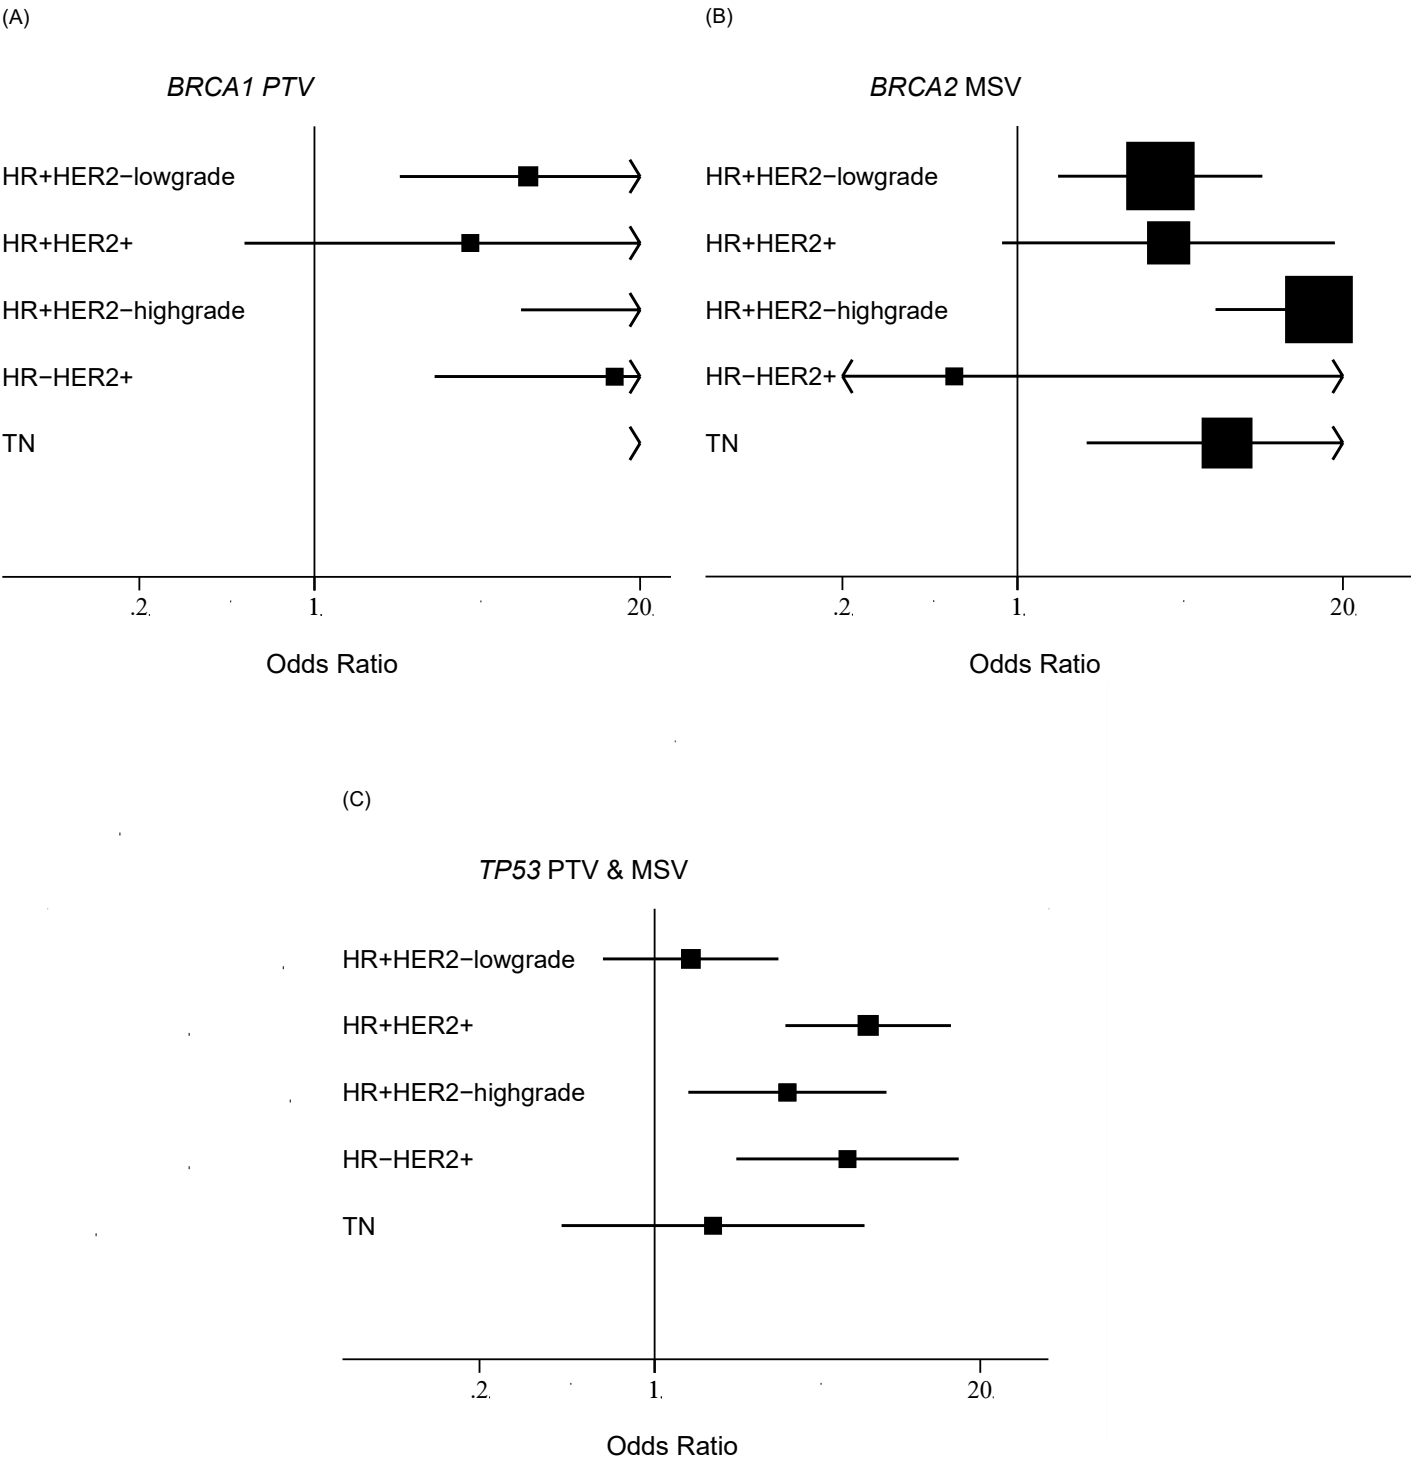 (A)
BRCA1 PTV
HR+HER2−lowgrade
HR+HER2+
HR+HER2−highgrade
HR−HER2+
TN
.2. 1. 20.
Odds Ratio
(B)
BRCA2 MSV
HR+HER2−lowgrade
HR+HER2+
HR+HER2−highgrade
HR−HER2+
TN
.2. 1. 20.
Odds Ratio
(C)
TP53 PTV & MSV
HR+HER2−lowgrade
HR+HER2+
HR+HER2−highgrade
HR−HER2+
TN
.2. 1. 20.
Odds Ratio